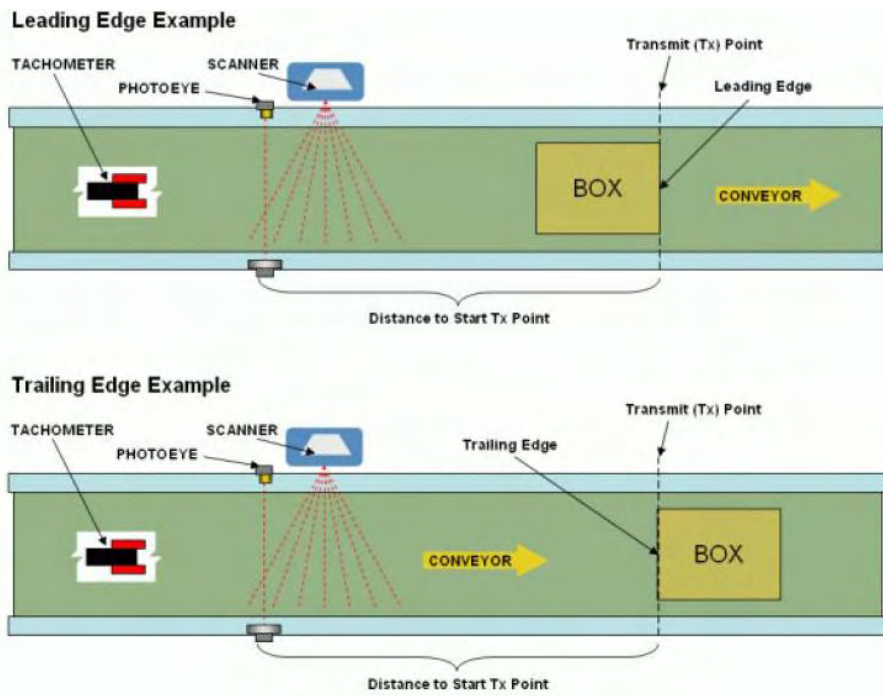 Leading Edge Example
Transmit (Tx) Point
TACHOMETER
SCANNER
PHOTOEYE
Leading Edge
BOX
CONVEYOR
Distance to Start Tx Point
Trailing Edge Example
Transmit (Tx) Point
TACHOMETER
SCANNER
Trailing Edge
PHOTOEYE
CONVEYOR
BOX
Distance to Start Tx Point